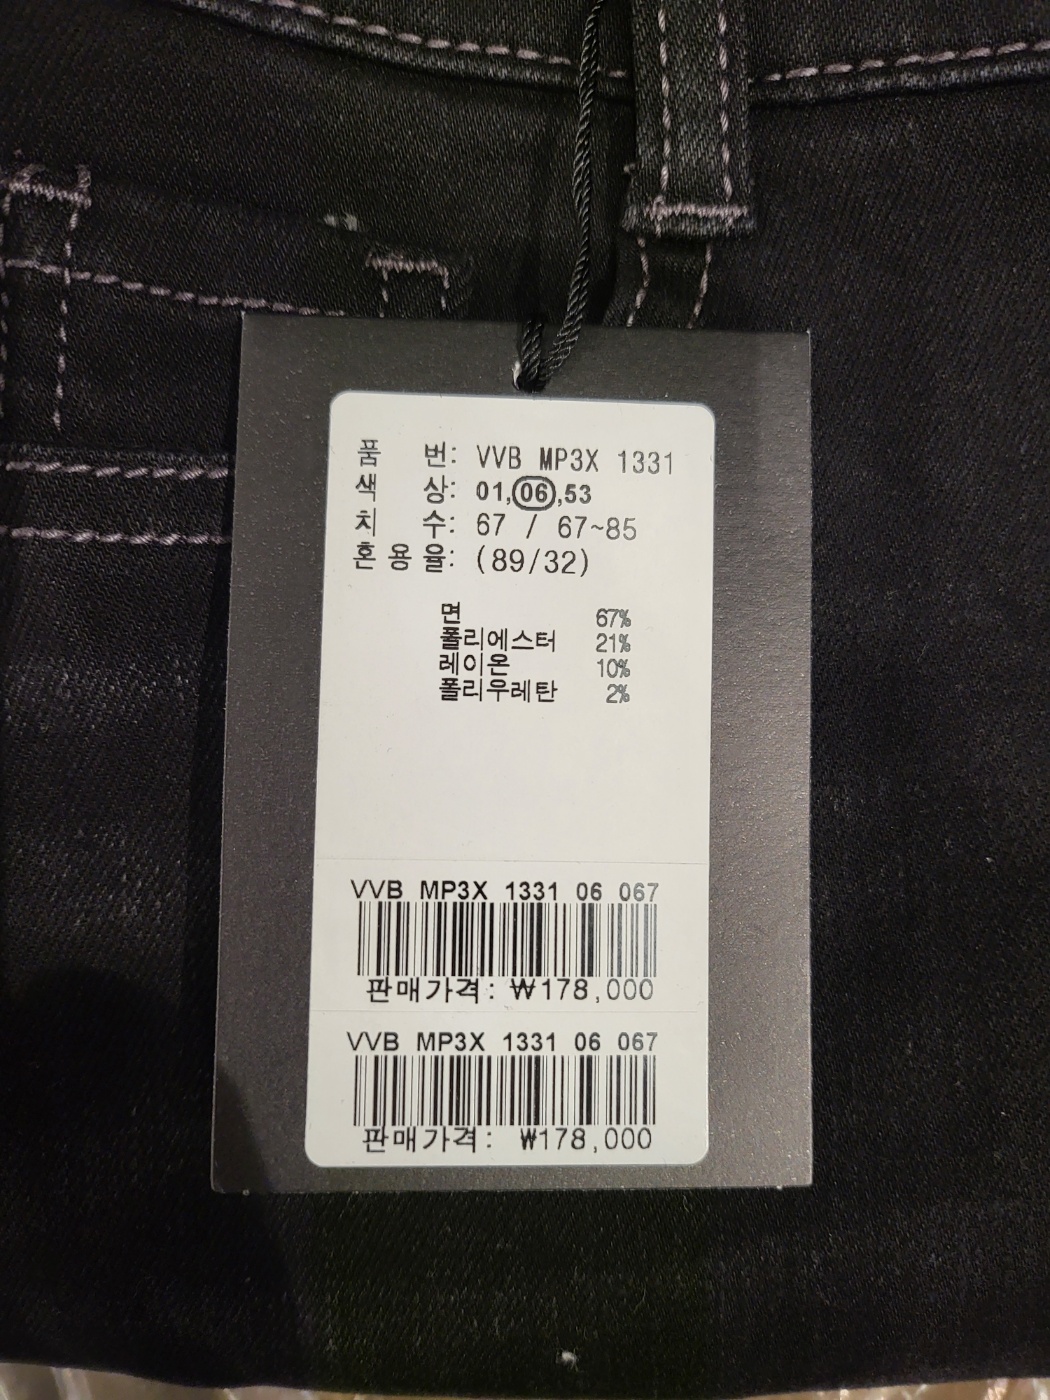 품 번: VVB MP3X 1331
색 상: 01,06,53
치 수: 67 / 67~85
혼 용 율: (89/32)
면 67%
폴리에스터 21%
레이온 10%
폴리우레탄 2%
VVB MP3X 1331 06 067
판매가격: ₩178,000
VVB MP3X 1331 06 067
판매가격: ₩178,000